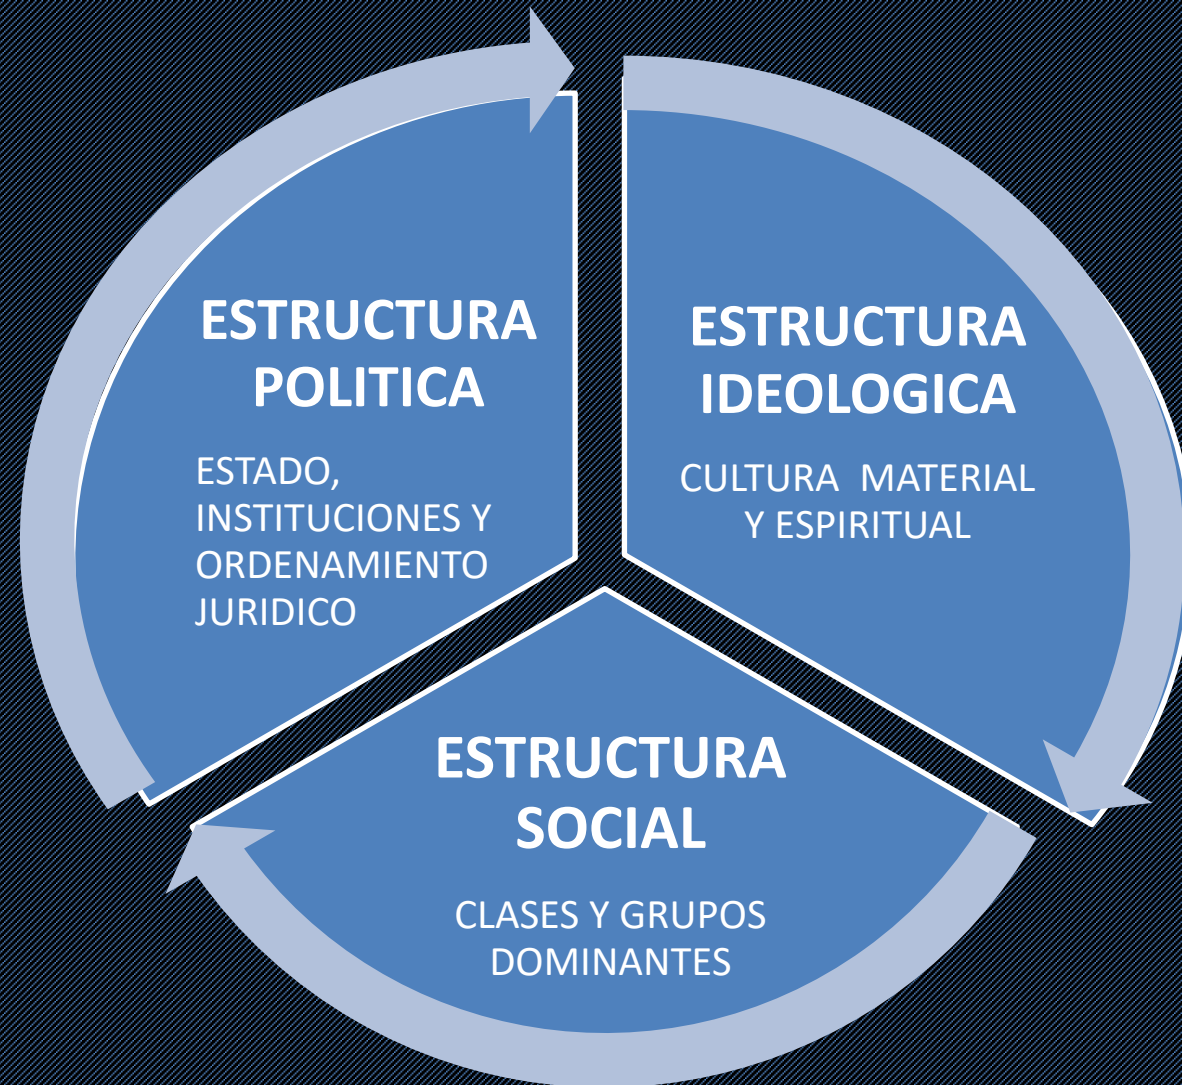 ESTRUCTURA
POLITICA
ESTADO,
INSTITUCIONES Y
ORDENAMIENTO
JURIDICO
ESTRUCTURA
IDEOLOGICA
CULTURA MATERIAL
Y ESPIRITUAL
ESTRUCTURA
SOCIAL
CLASES Y GRUPOS
DOMINANTES